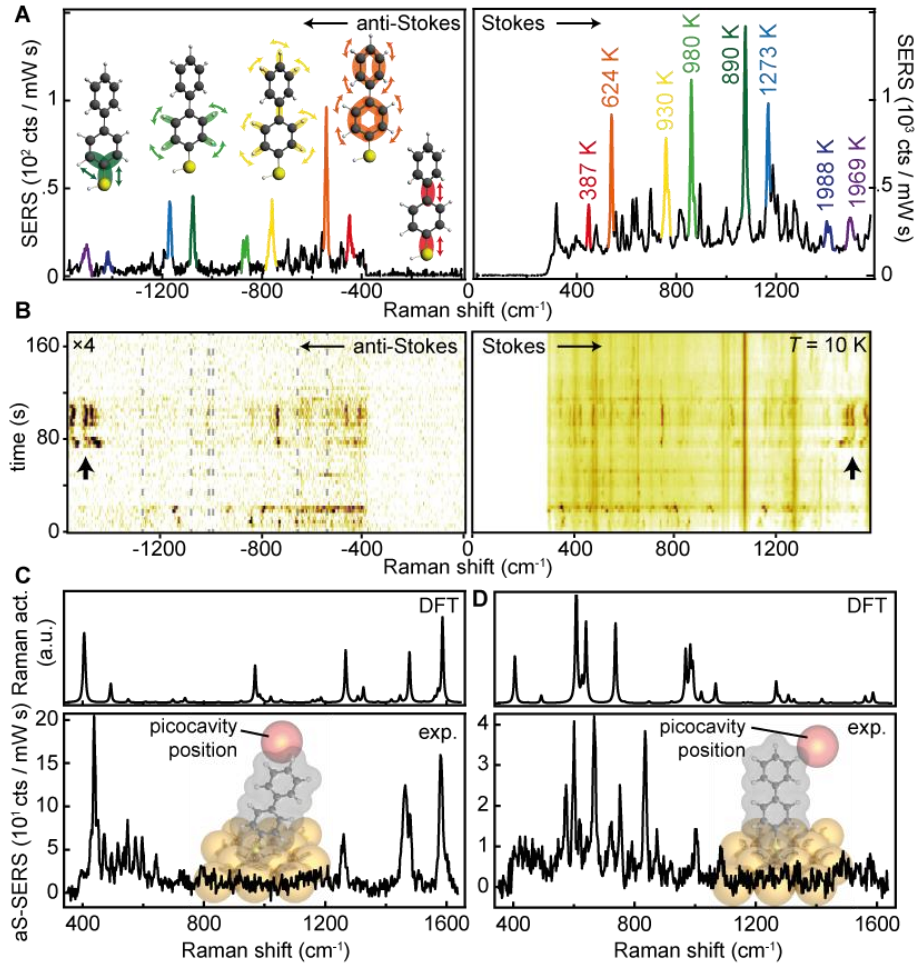 A
anti-Stokes
Stokes
SERS (10² cts / mW s)
1
.5
0
-1200
-800
-400
387 K
624 K
930 K
980 K
890 K
1273 K
1988 K
1969 K
SERS (10³ cts / mW s)
1
.5
0
400
800
1200
Raman shift (cm⁻¹)
B
×4
anti-Stokes
Stokes
T = 10 K
time (s)
160
80
0
-1200
-800
-400
0
400
800
1200
Raman shift (cm⁻¹)
C
DFT
D
DFT
aS-SERS (10¹ cts / mW s) Raman act.
(a.u.)
20
15
10
5
0
picocavity
position
exp.
400
800
1200
1600
Raman shift (cm⁻¹)
4
3
2
1
0
picocavity
position
exp.
400
800
1200
1600
Raman shift (cm⁻¹)